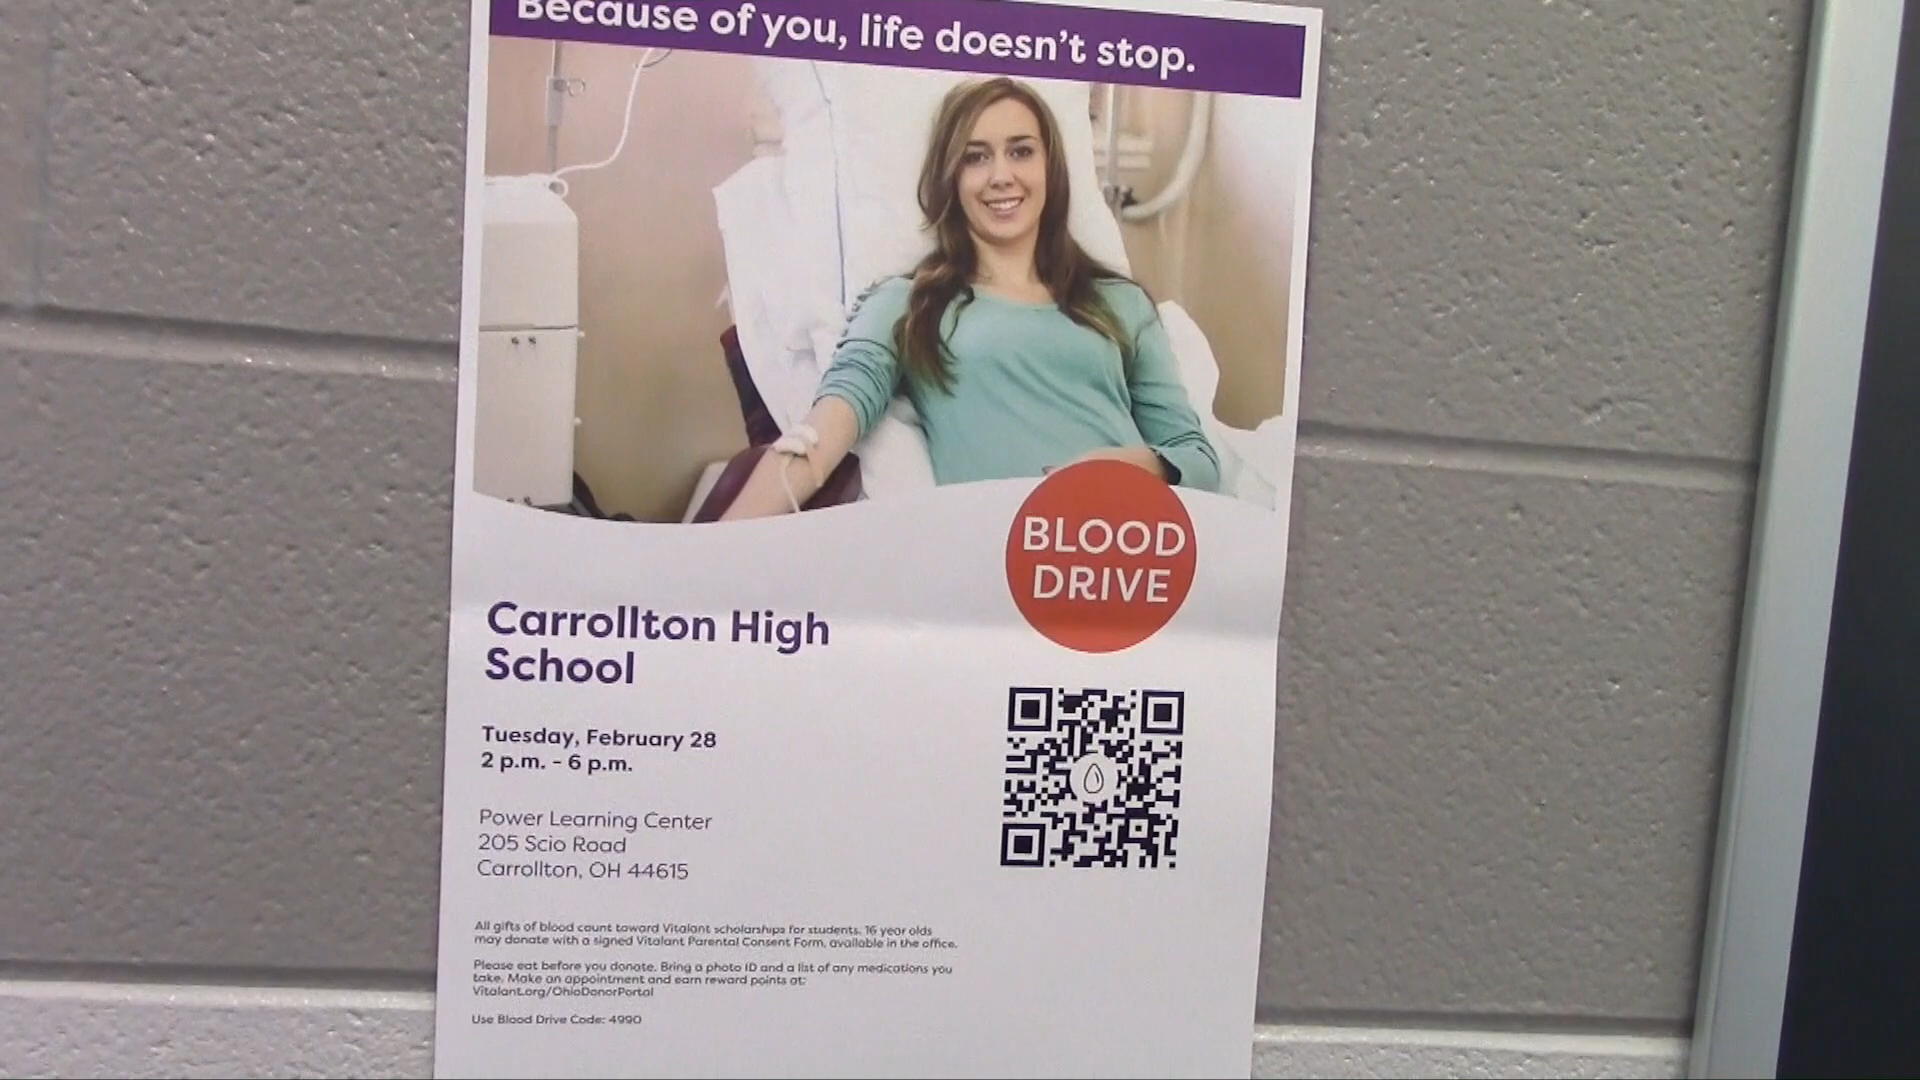 Because of you, life doesn't stop.
BLOOD
DRIVE
Carrollton High
School
Tuesday, February 28
2 p.m. - 6 p.m.
Power Learning Center
205 Scio Road
Carrollton, OH 44615
All gifts of blood count toward Vitalant scholarships for students. 16 year olds
may donate with a signed Vitalant Parental Consent Form, available in the office.
Please eat before you donate. Bring a photo ID and a list of any medications you
take. Make an appointment and earn reward points at:
Vitalant.org/OhioDonorPortal
Use Blood Drive Code: 4990